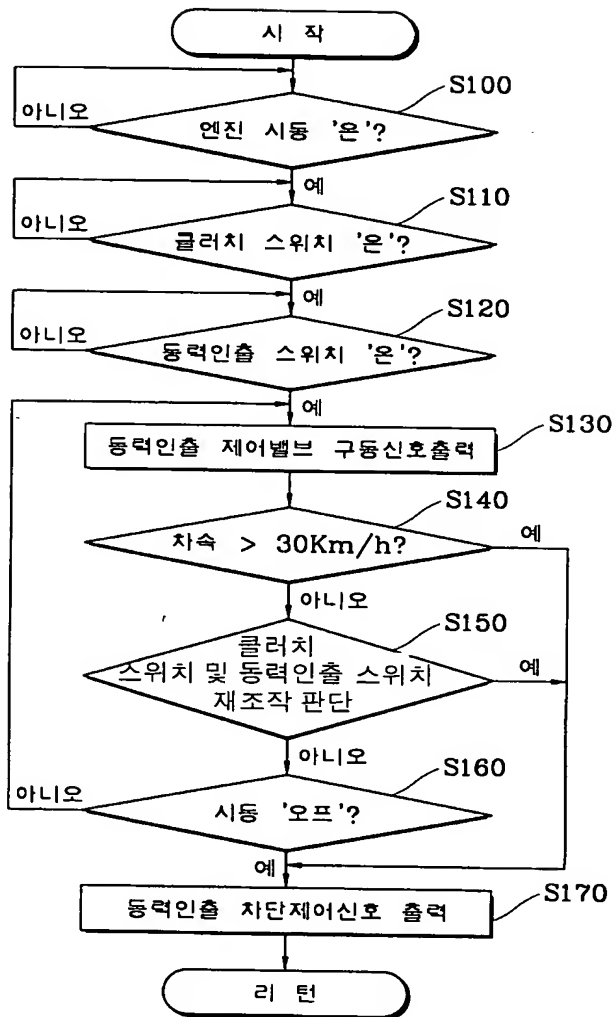 시 작
S100
아니오
엔진 시동 '온'?
예
S110
아니오
클러치 스위치 '온'?
예
S120
아니오
동력인출 스위치 '온'?
예
S130
동력인출 제어밸브 구동신호출력
S140
차속 > 30Km/h?
예
아니오
S150
클러치
스위치 및 동력인출 스위치
재조작 판단
예
아니오
S160
아니오
시동 '오프'?
예
S170
동력인출 차단제어신호 출력
리 턴